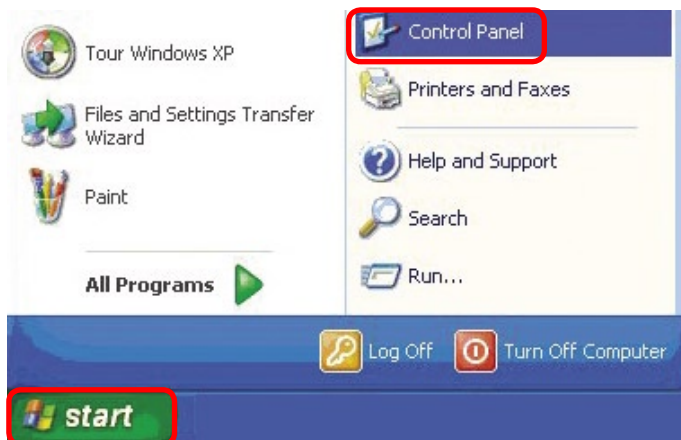 Tour Windows XP
Files and Settings Transfer
Wizard
Paint
All Programs
Control Panel
Printers and Faxes
Help and Support
Search
Run...
Log Off
Turn Off Computer
start